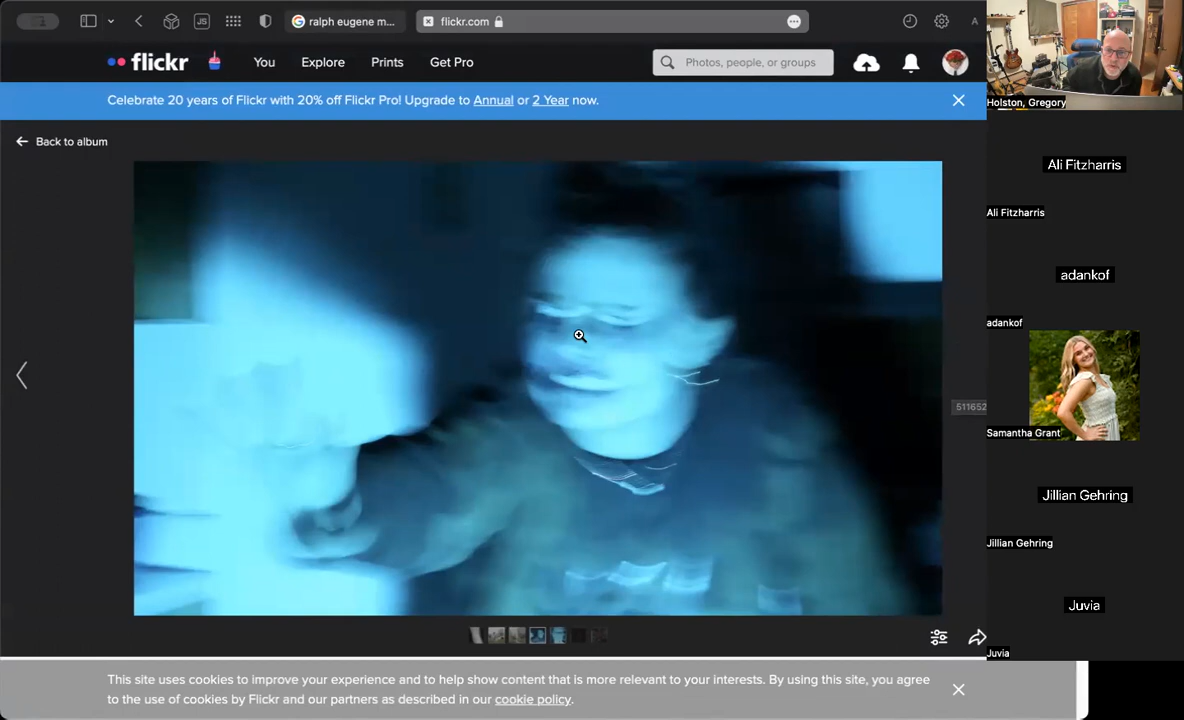 JS
ralph eugene m...
flickr.com
A
flickr
You
Explore
Prints
Get Pro
Photos, people, or groups
Celebrate 20 years of Flickr with 20% off Flickr Pro! Upgrade to Annual or 2 Year now.
Back to album
511652
This site uses cookies to improve your experience and to help show content that is more relevant to your interests. By using this site, you agree
to the use of cookies by Flickr and our partners as described in our cookie policy.
Holston, Gregory
Ali Fitzharris
Ali Fitzharris
adankof
adankof
Samantha Grant
Jillian Gehring
Jillian Gehring
Juvia
Juvia